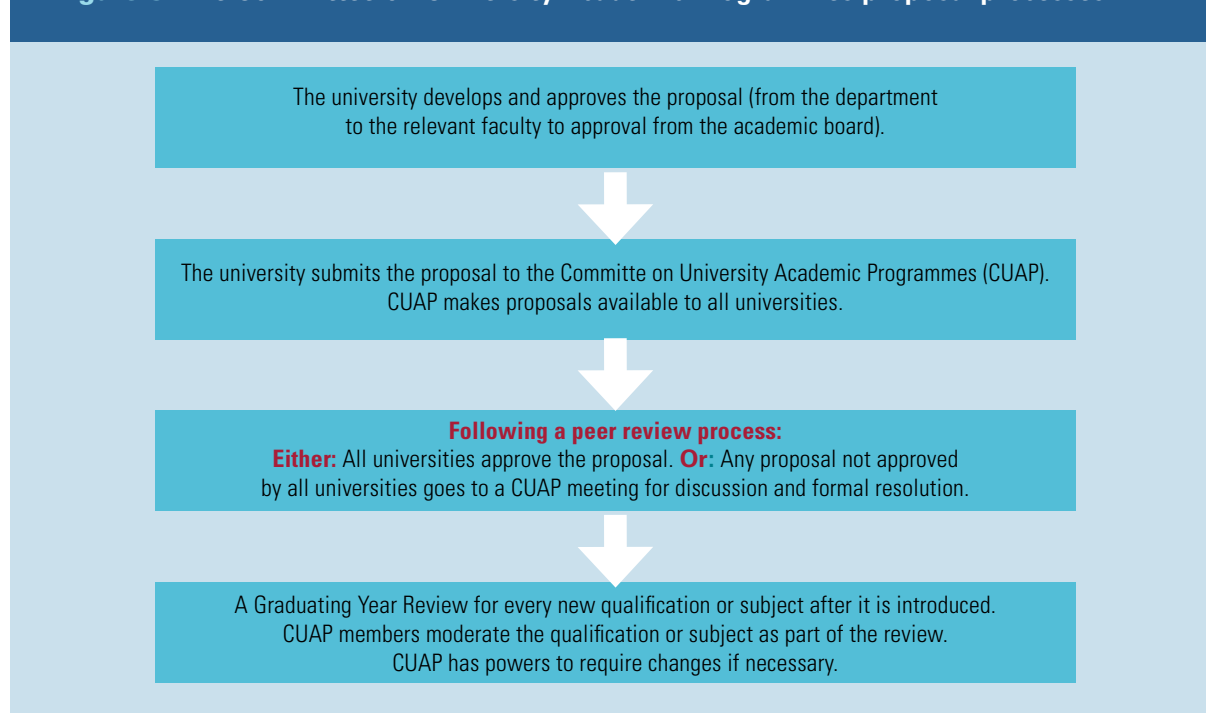 The university develops and approves the proposal (from the department
to the relevant faculty to approval from the academic board).
The university submits the proposal to the Committe on University Academic Programmes (CUAP).
CUAP makes proposals available to all universities.
Following a peer review process:
Either: All universities approve the proposal. Or: Any proposal not approved
by all universities goes to a CUAP meeting for discussion and formal resolution.
A Graduating Year Review for every new qualification or subject after it is introduced.
CUAP members moderate the qualification or subject as part of the review.
CUAP has powers to require changes if necessary.